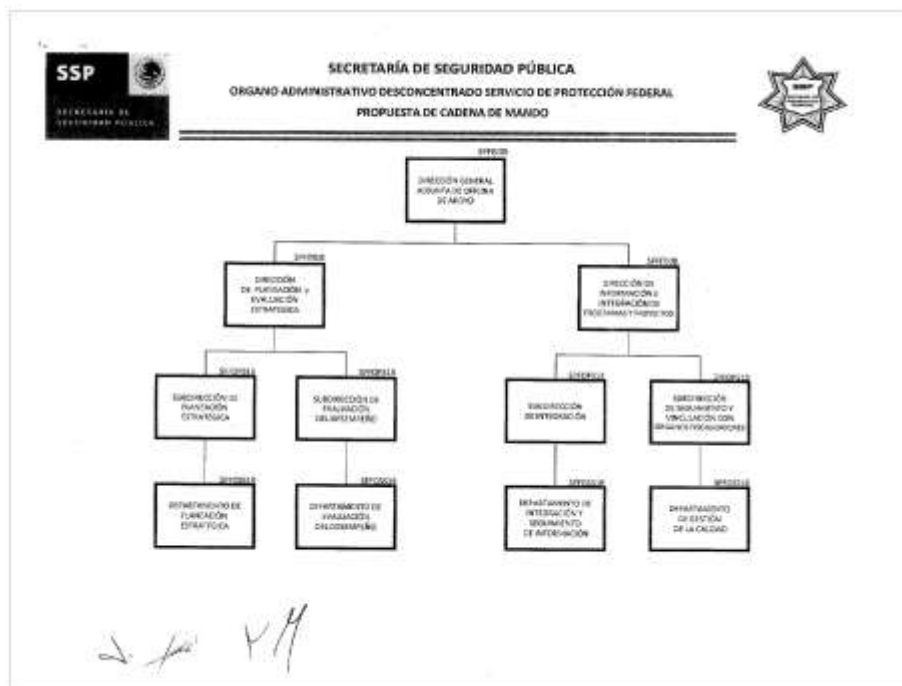 SSP
SECRETARÍA DE
SEGURIDAD PÚBLICA
SECRETARÍA DE SEGURIDAD PÚBLICA
ORGANO ADMINISTRATIVO DESCONCENTRADO SERVICIO DE PROTECCIÓN FEDERAL
PROPUESTA DE CADENA DE MANDO
DIRECCIÓN GENERAL
ADJUNTA DE OFICINA
DE APOYO
DIRECCIÓN
DE PLANEACIÓN y
EVALUACIÓN
ESTRATÉGICA
DIRECCIÓN DE
INFORMACIÓN E
INTEGRACIÓN DE
PROGRAMAS Y PROYECTOS
SUBDIRECCIÓN DE
PLANEACIÓN
ESTRATÉGICA
SUBDIRECCIÓN DE
EVALUACIÓN
DEL DESEMPEÑO
SUBDIRECCIÓN
DE INTEGRACIÓN
SUBDIRECCIÓN
DE SEGUIMIENTO Y
VINCULACIÓN CON
ORGANOS FISCALIZADORES
DEPARTAMENTO DE
PLANEACIÓN
ESTRATÉGICA
DEPARTAMENTO DE
EVALUACIÓN
DEL DESEMPEÑO
DEPARTAMENTO DE
INTEGRACIÓN Y
SEGUIMIENTO
DE INFORMACIÓN
DEPARTAMENTO
DE GESTIÓN
DE LA CALIDAD